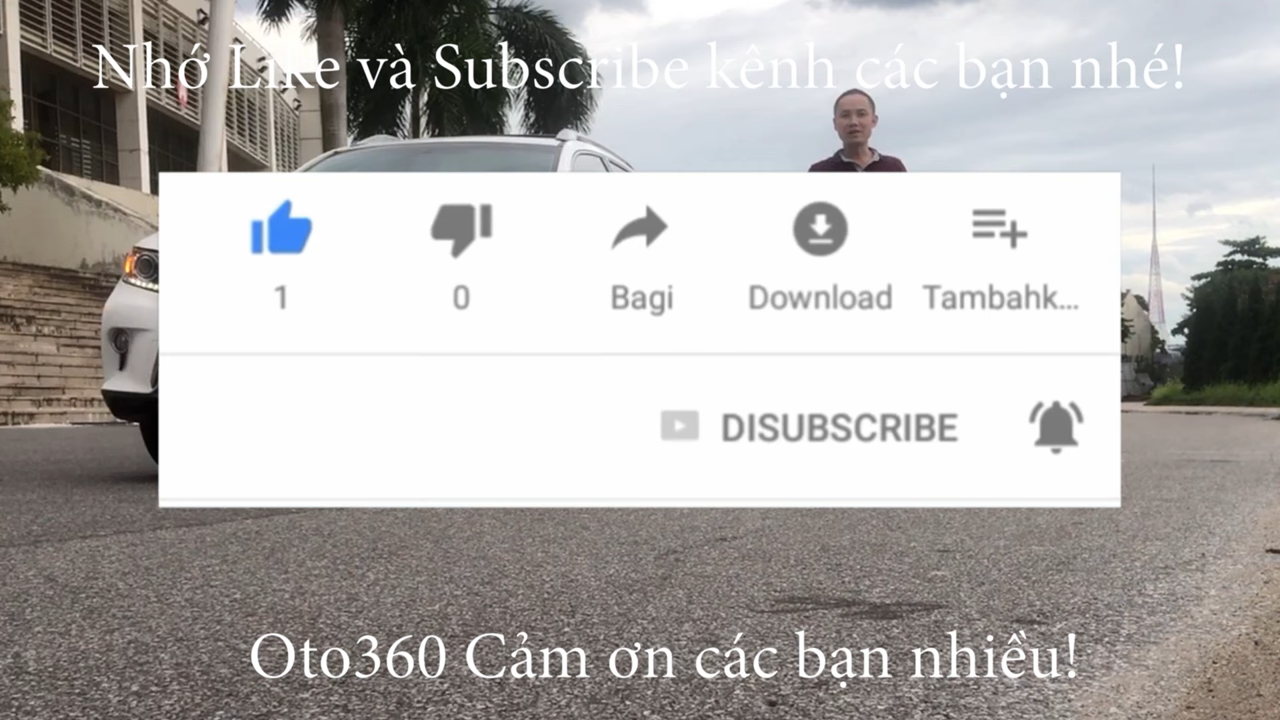 Nhớ Like và Subscribe kênh các bạn nhé!
1 0 Bagi Download Tambahk...
DISUBSCRIBE
Oto360 Cảm ơn các bạn nhiều!